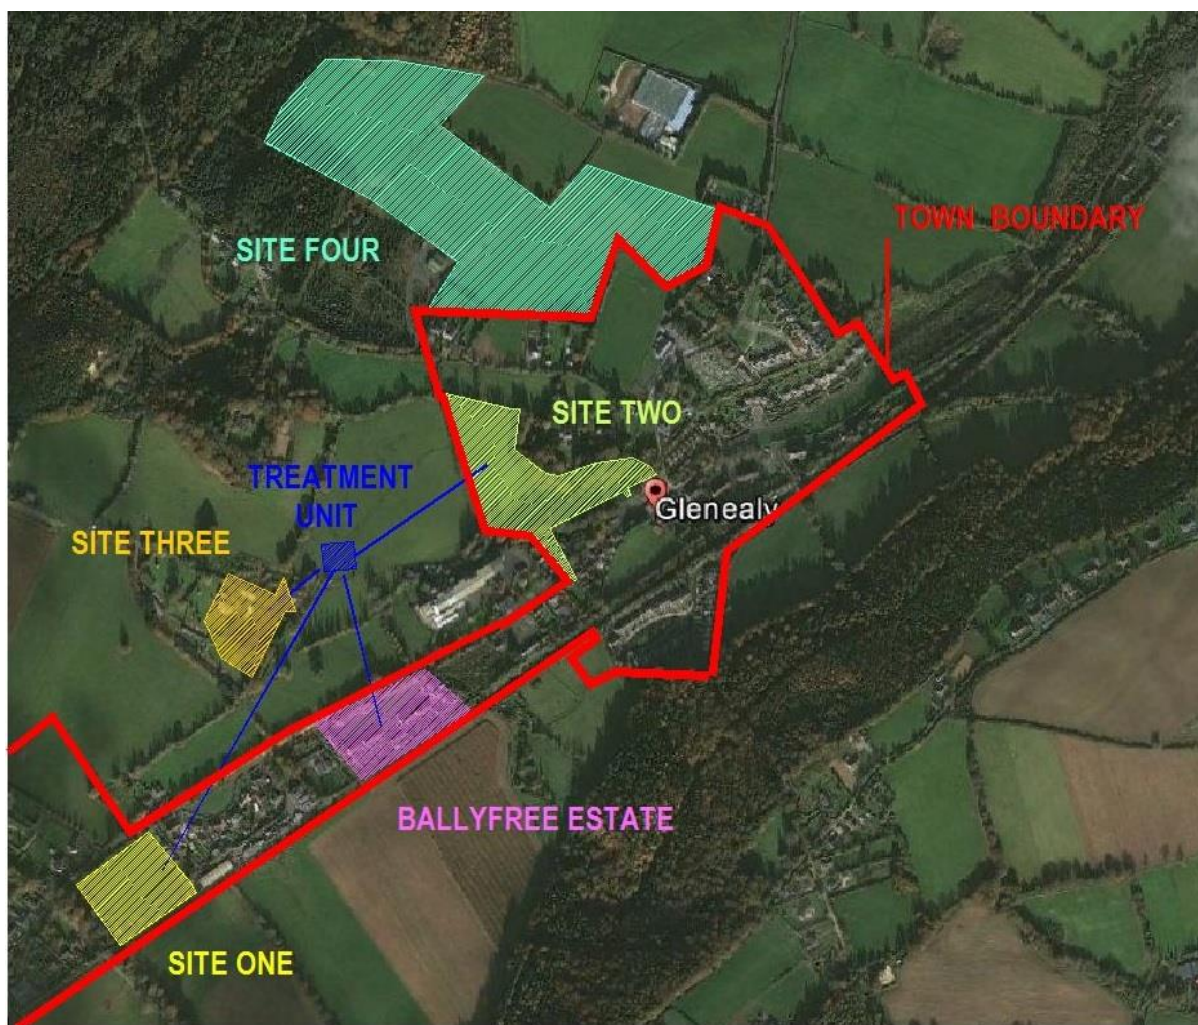 TOWN BOUNDARY
SITE FOUR
SITE TWO
TREATMENT
UNIT
Glenealy
SITE THREE
BALLYFREE ESTATE
SITE ONE